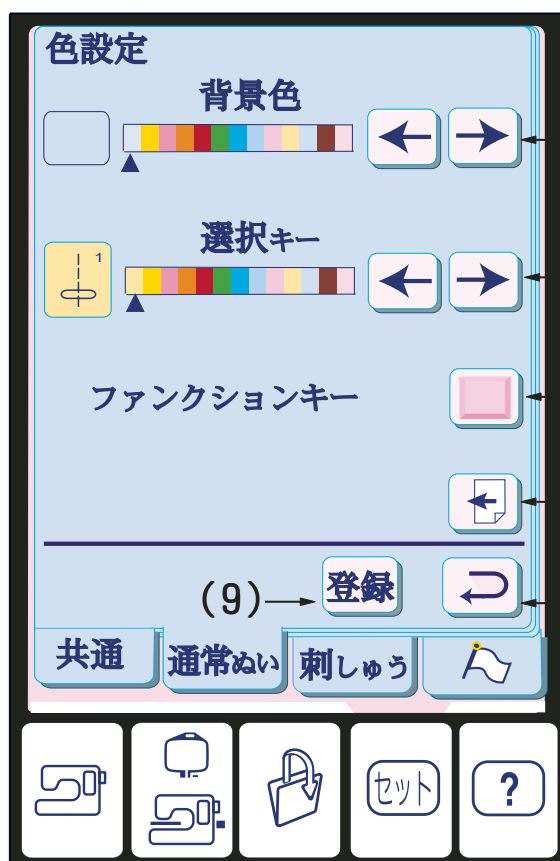 色設定
背景色
選択キー
1
ファンクションキー
(9)
登録
共通
通常ぬい
刺しゅう
セット
?